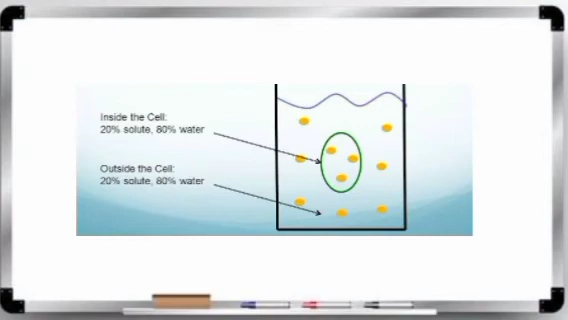 Inside the Cell:
20% solute, 80% water
Outside the Cell:
20% solute, 80% water